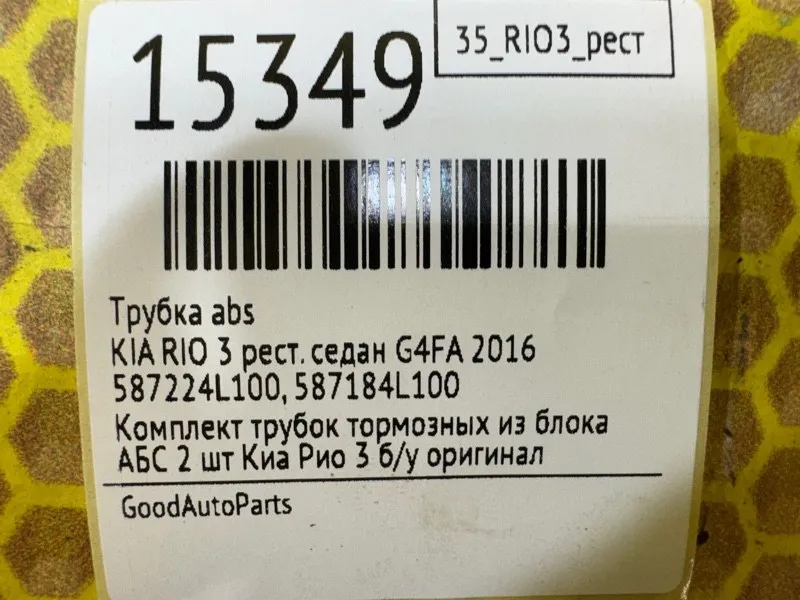 15349
35_RIO3_рест
Трубка abs
KIA RIO 3 рест. седан G4FA 2016
587224L100, 587184L100
Комплект трубок тормозных из блока
АБС 2 шт Киа Рио 3 б/у оригинал
GoodAutoParts